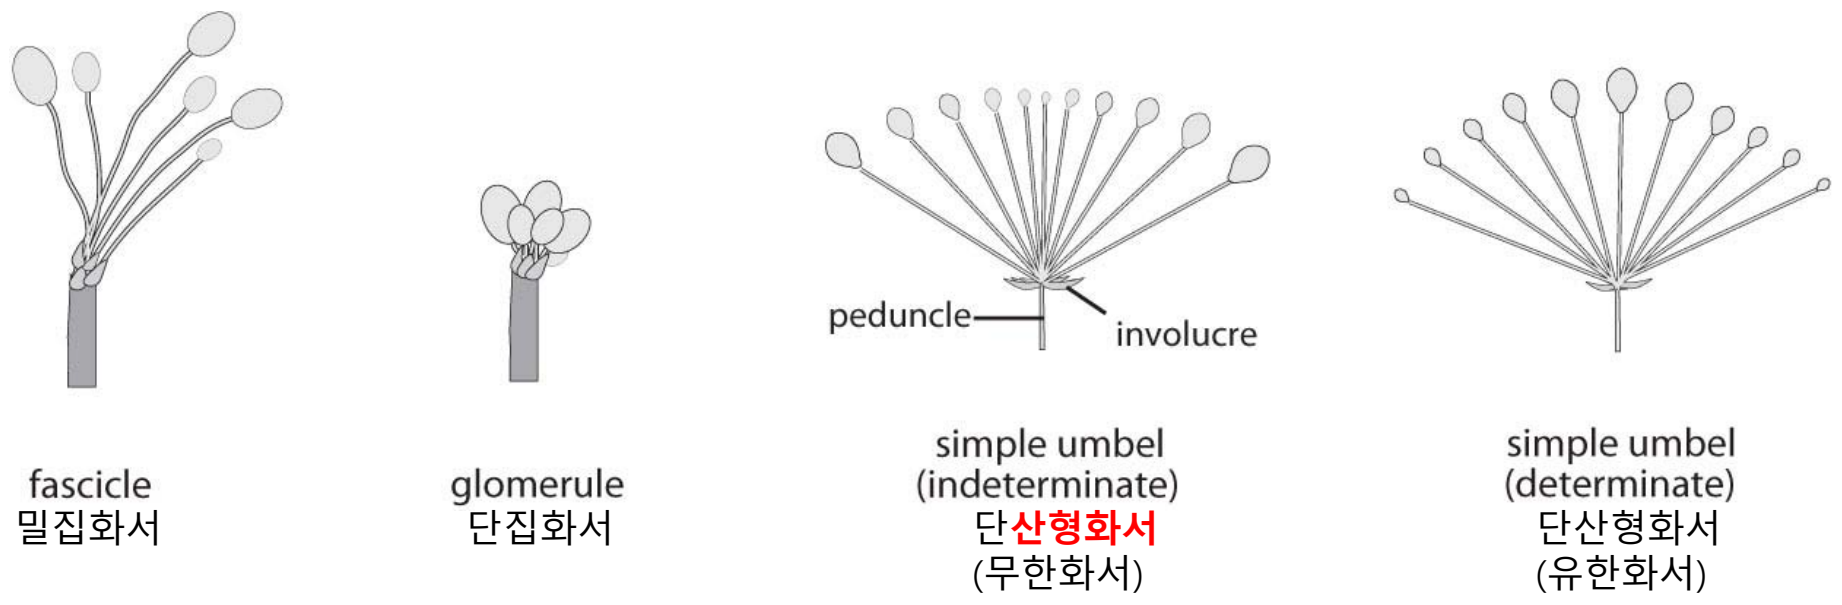 peduncle
involucre
fascicle
밀집화서
glomerule
단집화서
simple umbel
(indeterminate)
단산형화서
(무한화서)
simple umbel
(determinate)
단산형화서
(유한화서)